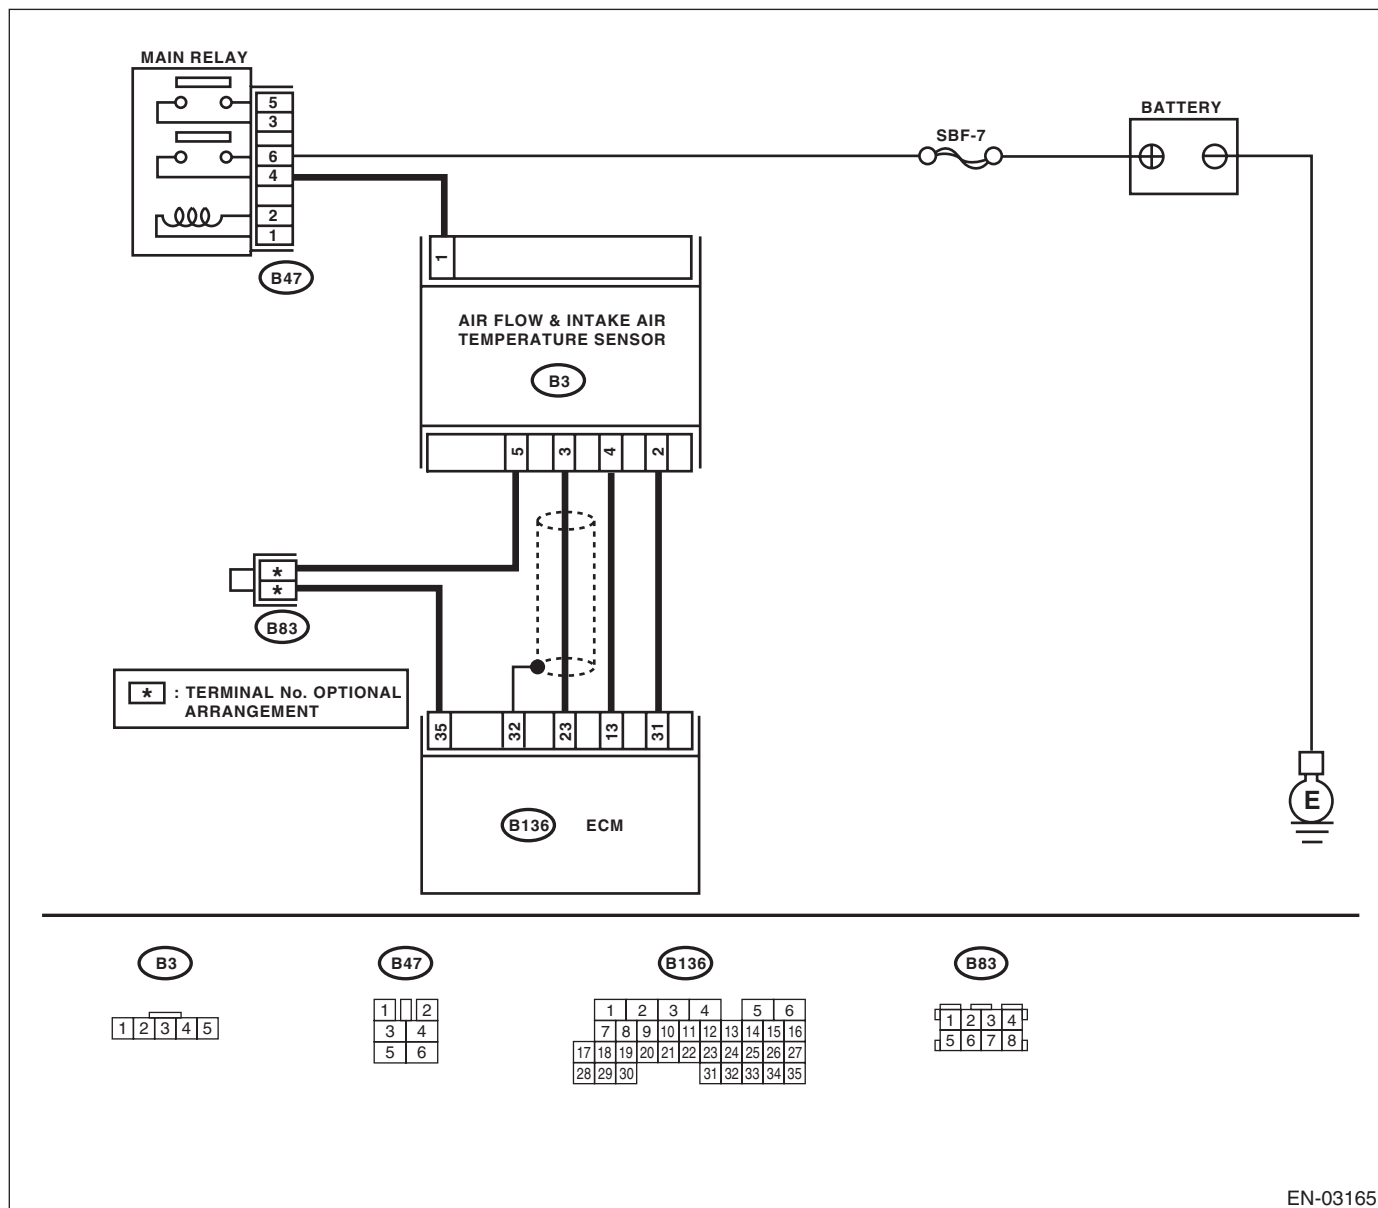 MAIN RELAY
5
3
6
4
2
1
B47
SBF-7
BATTERY
1
AIR FLOW & INTAKE AIR
TEMPERATURE SENSOR
B3
5 3 4 2
*
*
B83
* : TERMINAL No. OPTIONAL
ARRANGEMENT
35 32 23 13 31
B136 ECM
E
B3 B47 B136 B83
1 2 3 4 5
1 2
3 4
5 6
1 2 3 4 5 6
7 8 9 10 11 12 13 14 15 16
17 18 19 20 21 22 23 24 25 26 27
28 29 30 31 32 33 34 35
1 2 3 4
5 6 7 8
EN-03165